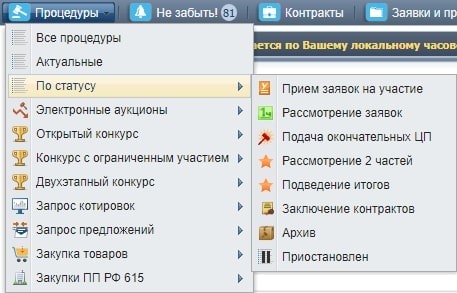 Процедуры
Не забыть! 81
Контракты
Заявки и пр
Все процедуры
Актуальные
ается по Вашему локальному часово
По статусу
Электронные аукционы
Открытый конкурс
Конкурс с ограниченным участием
Двухэтапный конкурс
Запрос котировок
Запрос предложений
Закупка товаров
Закупки ПП РФ 615
Прием заявок на участие
1ч
Рассмотрение заявок
Подача окончательных ЦП
Рассмотрение 2 частей
Подведение итогов
Заключение контрактов
Архив
Приостановлен